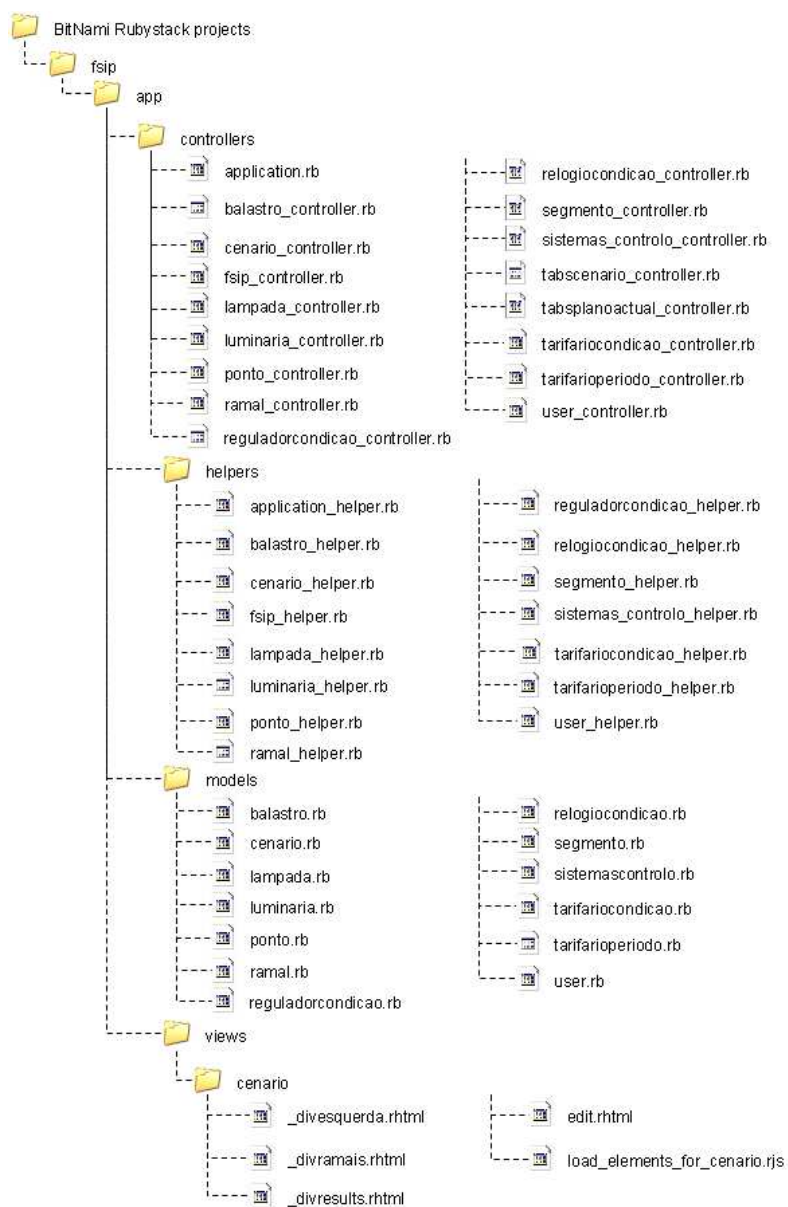 BitNami Rubystack projects
fsip
app
controllers
application.rb
balastro_controller.rb
cenario_controller.rb
fsip_controller.rb
lampada_controller.rb
luminaria_controller.rb
ponto_controller.rb
ramal_controller.rb
reguladorcondicao_controller.rb
relogiocondicao_controller.rb
segmento_controller.rb
sistemas_controlo_controller.rb
tabscenario_controller.rb
tabsplanoactual_controller.rb
tarifariocondicao_controller.rb
tarifarioperiodo_controller.rb
user_controller.rb
helpers
application_helper.rb
balastro_helper.rb
cenario_helper.rb
fsip_helper.rb
lampada_helper.rb
luminaria_helper.rb
ponto_helper.rb
ramal_helper.rb
reguladorcondicao_helper.rb
relogiocondicao_helper.rb
segmento_helper.rb
sistemas_controlo_helper.rb
tarifariocondicao_helper.rb
tarifarioperiodo_helper.rb
user_helper.rb
models
balastro.rb
cenario.rb
lampada.rb
luminaria.rb
ponto.rb
ramal.rb
reguladorcondicao.rb
relogiocondicao.rb
segmento.rb
sistemascontrolo.rb
tarifariocondicao.rb
tarifarioperiodo.rb
user.rb
views
cenario
_divesquerda.rhtml
_divramais.rhtml
_divresults.rhtml
edit.rhtml
load_elements_for_cenario.rjs